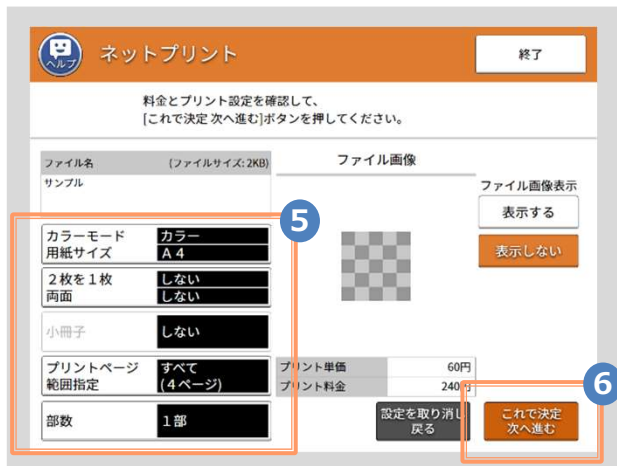 ヘルプ
ネットプリント
終了
料金とプリント設定を確認して、
[これで決定 次へ進む]ボタンを押してください。
ファイル名 (ファイルサイズ: 2KB)
サンプル
ファイル画像
ファイル画像表示
表示する
表示しない
5
カラーモード カラー
用紙サイズ A4
2枚を1枚 しない
両面 しない
小冊子 しない
プリントページ すべて
範囲指定 (4ページ)
部数 1部
プリント単価 60円
プリント料金 240円
設定を取り消し
戻る
6
これで決定
次へ進む